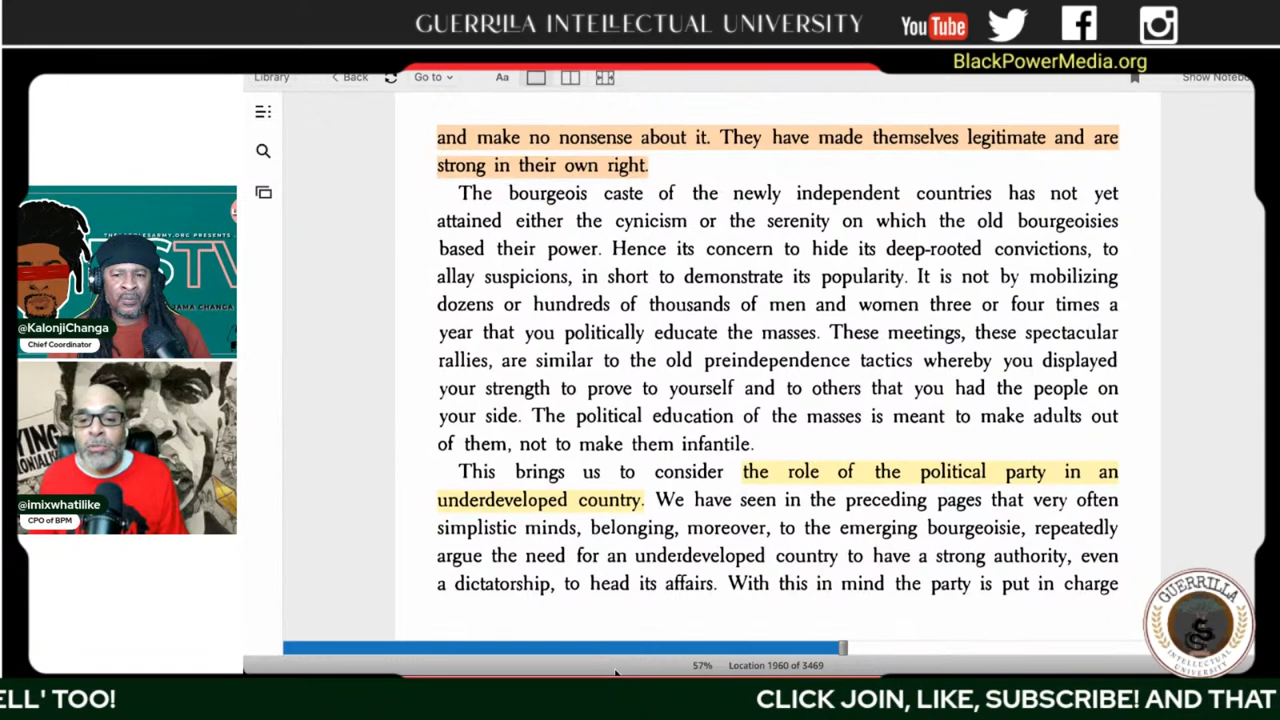 GUERRILLA INTELLECTUAL UNIVERSITY
YouTube
BlackPowerMedia.org
Library
Back
Go to
Aa
and make no nonsense about it. They have made themselves legitimate and are
strong in their own right.
The bourgeois caste of the newly independent countries has not yet
attained either the cynicism or the serenity on which the old bourgeoisies
based their power. Hence its concern to hide its deep-rooted convictions, to
allay suspicions, in short to demonstrate its popularity. It is not by mobilizing
dozens or hundreds of thousands of men and women three or four times a
year that you politically educate the masses. These meetings, these spectacular
rallies, are similar to the old preindependence tactics whereby you displayed
your strength to prove to yourself and to others that you had the people on
your side. The political education of the masses is meant to make adults out
of them, not to make them infantile.
This brings us to consider the role of the political party in an
underdeveloped country. We have seen in the preceding pages that very often
simplistic minds, belonging, moreover, to the emerging bourgeoisie, repeatedly
argue the need for an underdeveloped country to have a strong authority, even
a dictatorship, to head its affairs. With this in mind the party is put in charge
57% Location 1960 of 3469
@KalonjiChanga
Chief Coordinator
@imixwhatilike
CPO of BPM
GUERRILLA
INTELLECTUAL
UNIVERSITY
ELL' TOO!
CLICK JOIN, LIKE, SUBSCRIBE! AND THAT